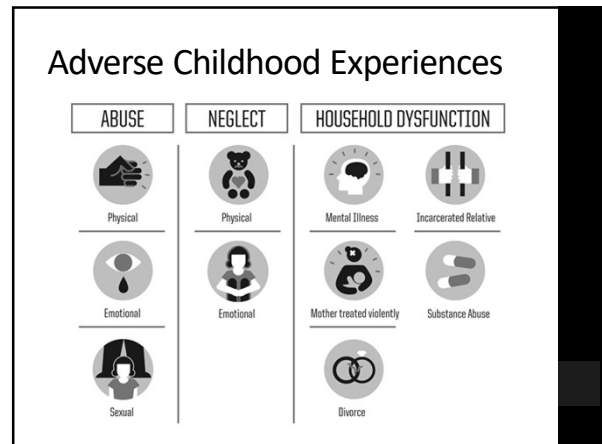 Adverse Childhood Experiences
ABUSE
NEGLECT
HOUSEHOLD DYSFUNCTION
Physical
Physical
Mental Illness
Incarcerated Relative
Emotional
Emotional
Mother treated violently
Substance Abuse
Sexual
Divorce